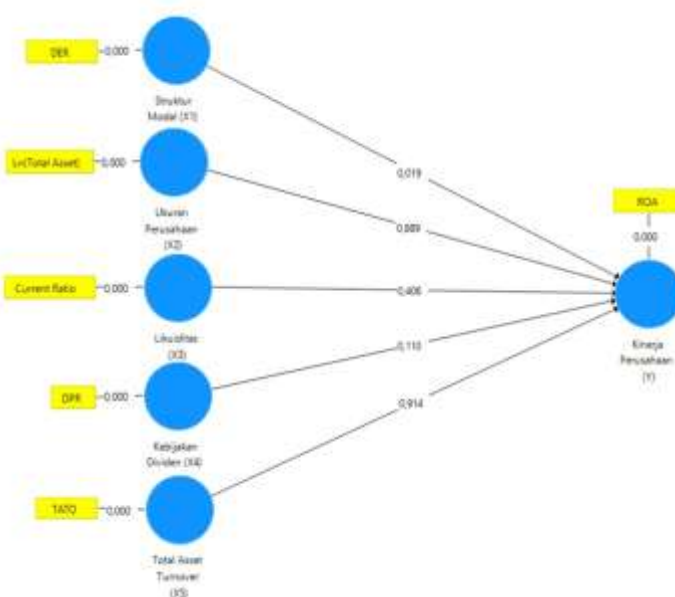 DER
0,000
Struktur
Modal (X1)
0,019
Ln(Total Asset)
0,000
Ukuran
Perusahaan
(X2)
0,889
ROA
0,000
Current Ratio
0,000
Likuiditas
(X3)
0,406
Kinerja
Perusahaan
(Y)
DPR
0,000
Kebijakan
Dividen (X4)
0,110
TATO
0,000
Total Asset
Turnover
(X5)
0,914